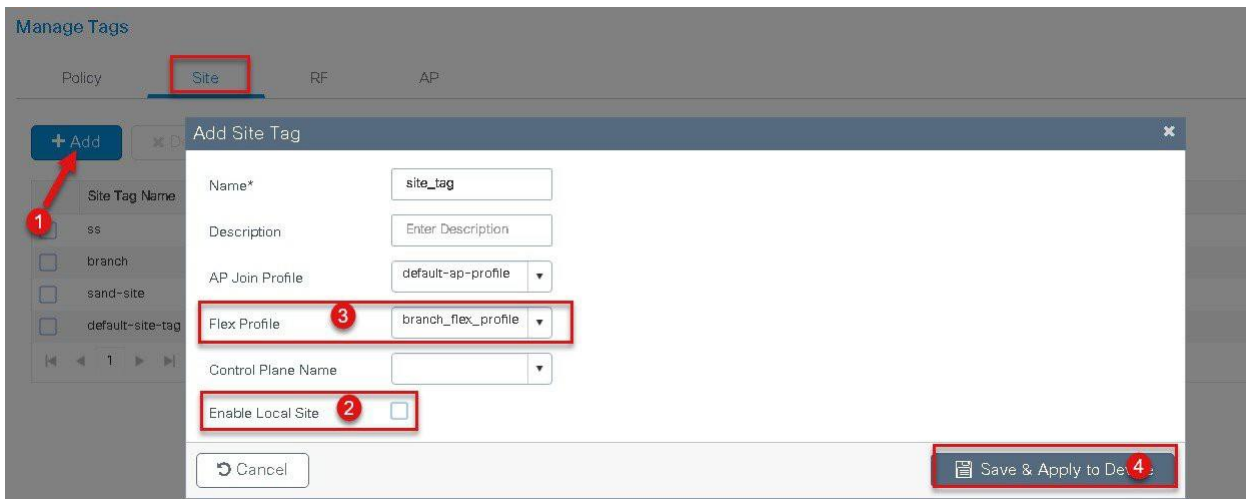 Manage Tags
Policy Site RF AP
+ Add ✖ D
Add Site Tag ✖
Site Tag Name
1
ss
branch
sand-site
default-site-tag
1
Name* site_tag
Description Enter Description
AP Join Profile default-ap-profile
Flex Profile 3 branch_flex_profile
Control Plane Name
Enable Local Site 2
Cancel
Save & Apply to De 4 e